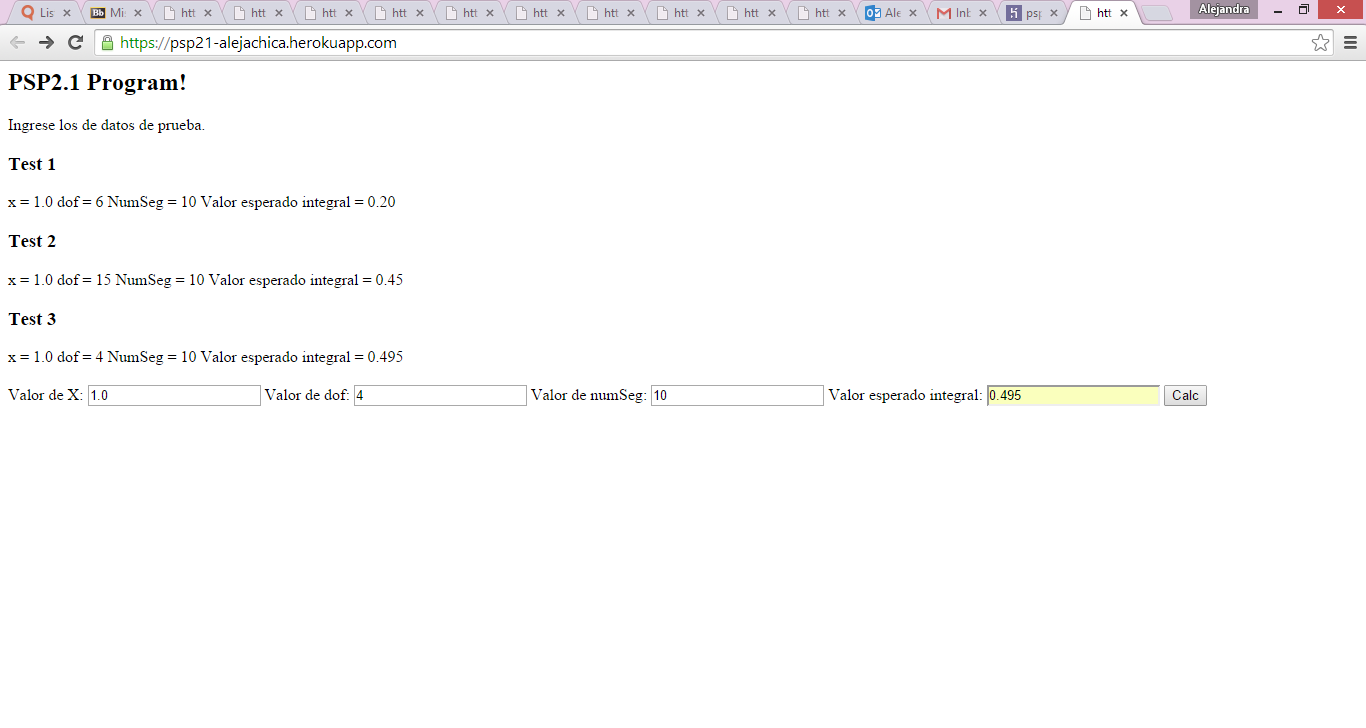 Lis Bb Mi htt htt htt htt htt htt htt htt htt htt Ale Inb psp htt Alejandra
https://psp21-alejachica.herokuapp.com
PSP2.1 Program!
Ingrese los de datos de prueba.
Test 1
x = 1.0 dof = 6 NumSeg = 10 Valor esperado integral = 0.20
Test 2
x = 1.0 dof = 15 NumSeg = 10 Valor esperado integral = 0.45
Test 3
x = 1.0 dof = 4 NumSeg = 10 Valor esperado integral = 0.495
Valor de X: 1.0 Valor de dof: 4 Valor de numSeg: 10 Valor esperado integral: 0.495 Calc